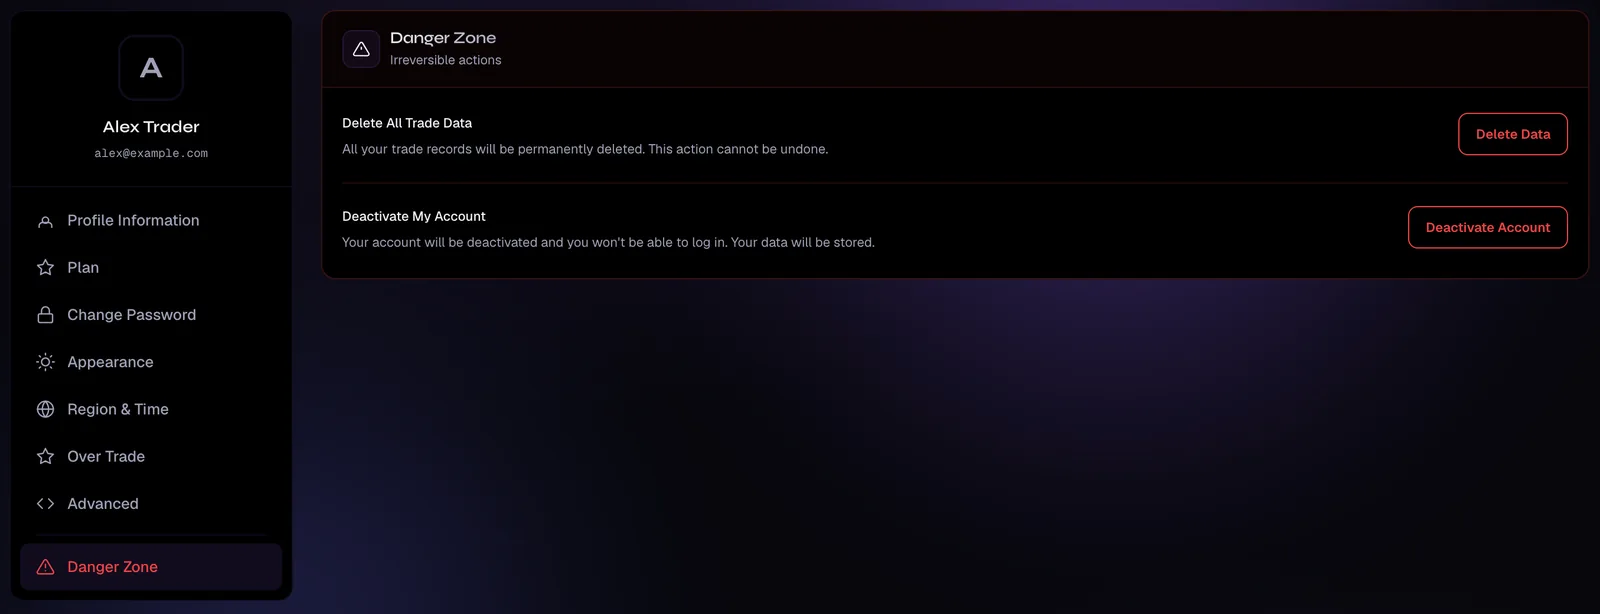 A
Alex Trader
alex@example.com
Profile Information
Plan
Change Password
Appearance
Region & Time
Over Trade
Advanced
Danger Zone
Danger Zone
Irreversible actions
Delete All Trade Data
All your trade records will be permanently deleted. This action cannot be undone.
Delete Data
Deactivate My Account
Your account will be deactivated and you won't be able to log in. Your data will be stored.
Deactivate Account